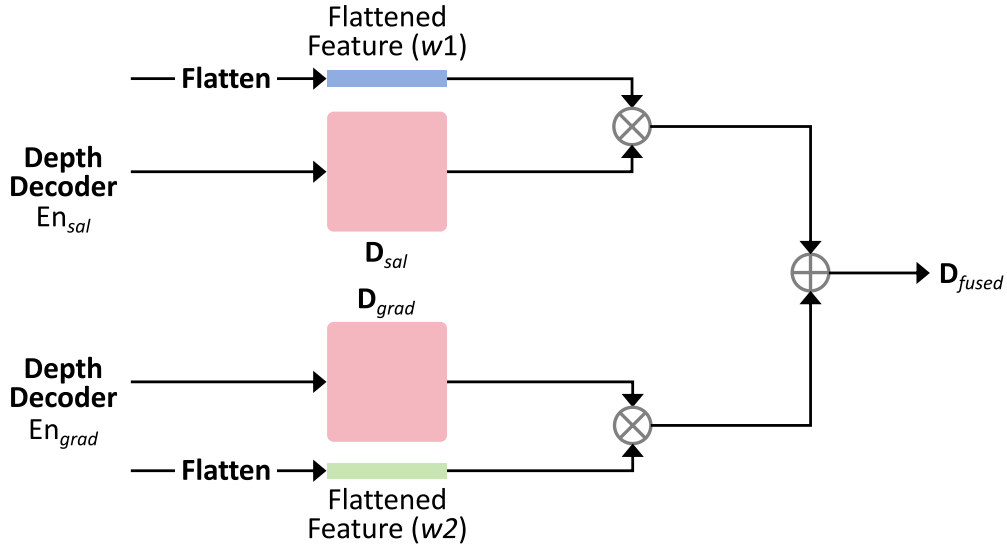 Flattened
Feature (w1)
Flatten
Depth
Decoder
En_sal
D_sal
D_grad
Depth
Decoder
En_grad
Flatten
Flattened
Feature (w2)
D_fused